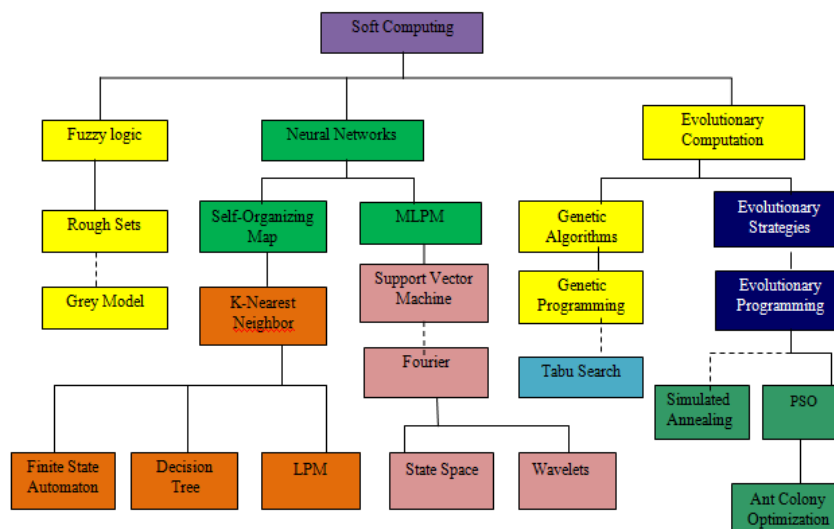 Soft Computing
Fuzzy logic
Neural Networks
Evolutionary
Computation
Rough Sets
Self-Organizing
Map
MLPM
Genetic
Algorithms
Evolutionary
Strategies
Grey Model
K-Nearest
Neighbor
Support Vector
Machine
Genetic
Programming
Evolutionary
Programming
Fourier
Tabu Search
Simulated
Annealing
PSO
Finite State
Automaton
Decision
Tree
LPM
State Space
Wavelets
Ant Colony
Optimization